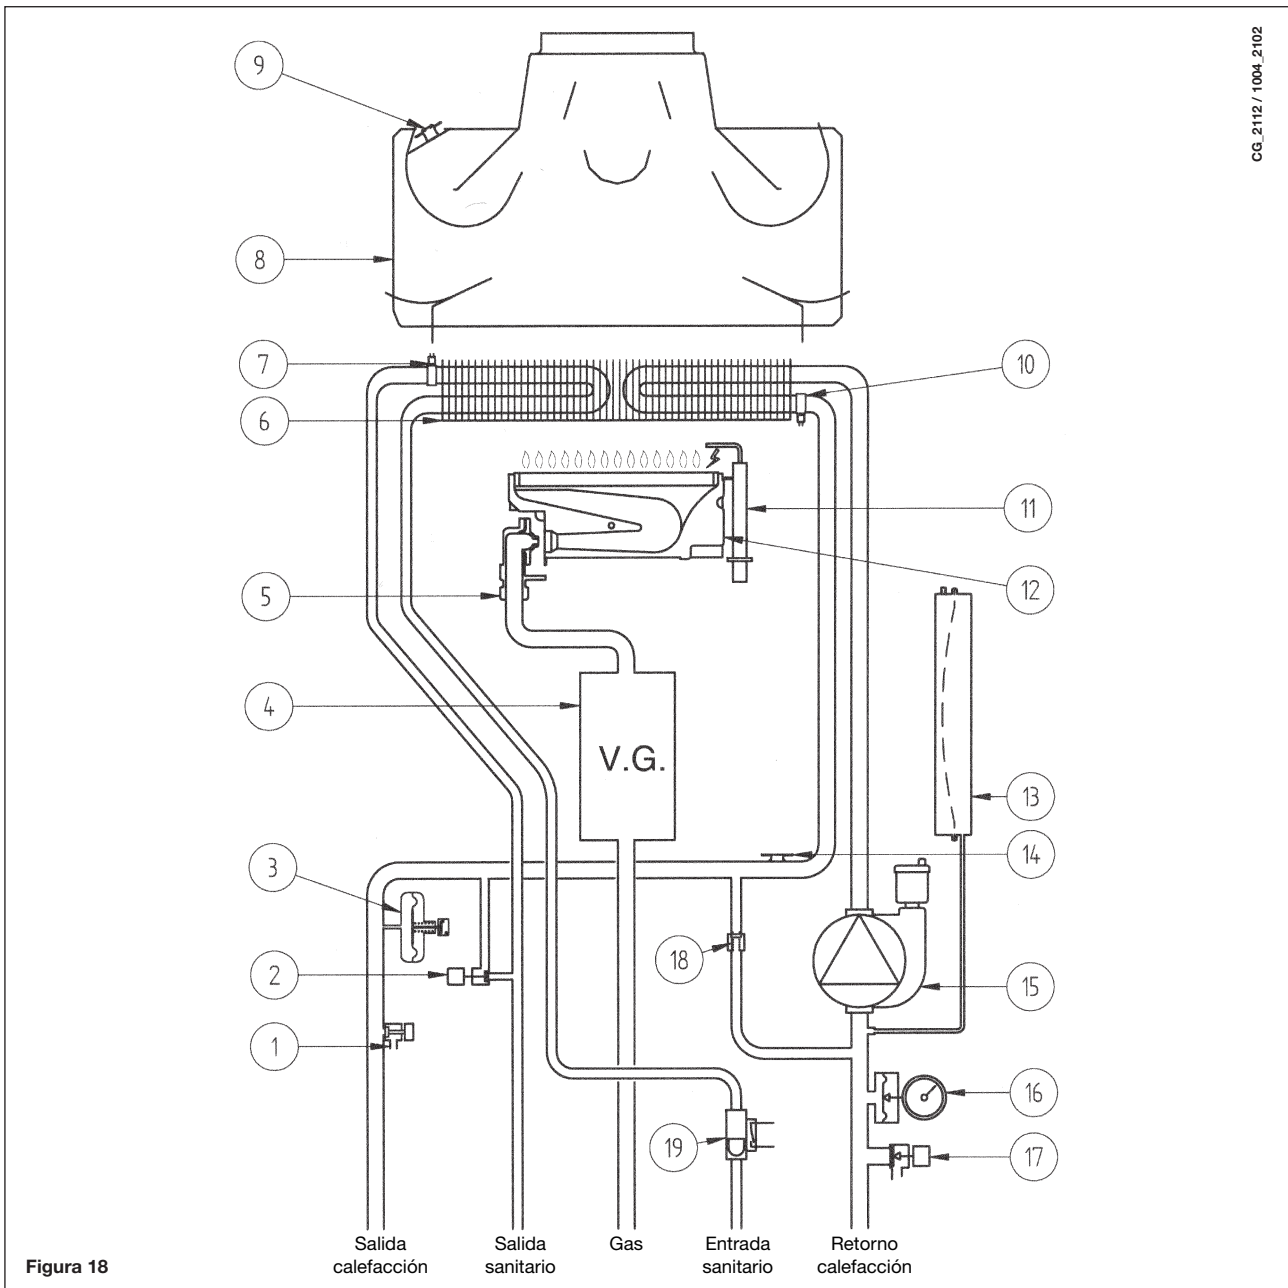 CG_2112 / 1004_2102
9
8
7
10
6
11
5
12
4
V.G.
13
14
3
18
2
15
1
16
19
17
Salida
calefacción
Salida
sanitario
Gas
Entrada
sanitario
Retorno
calefacción
Figura 18